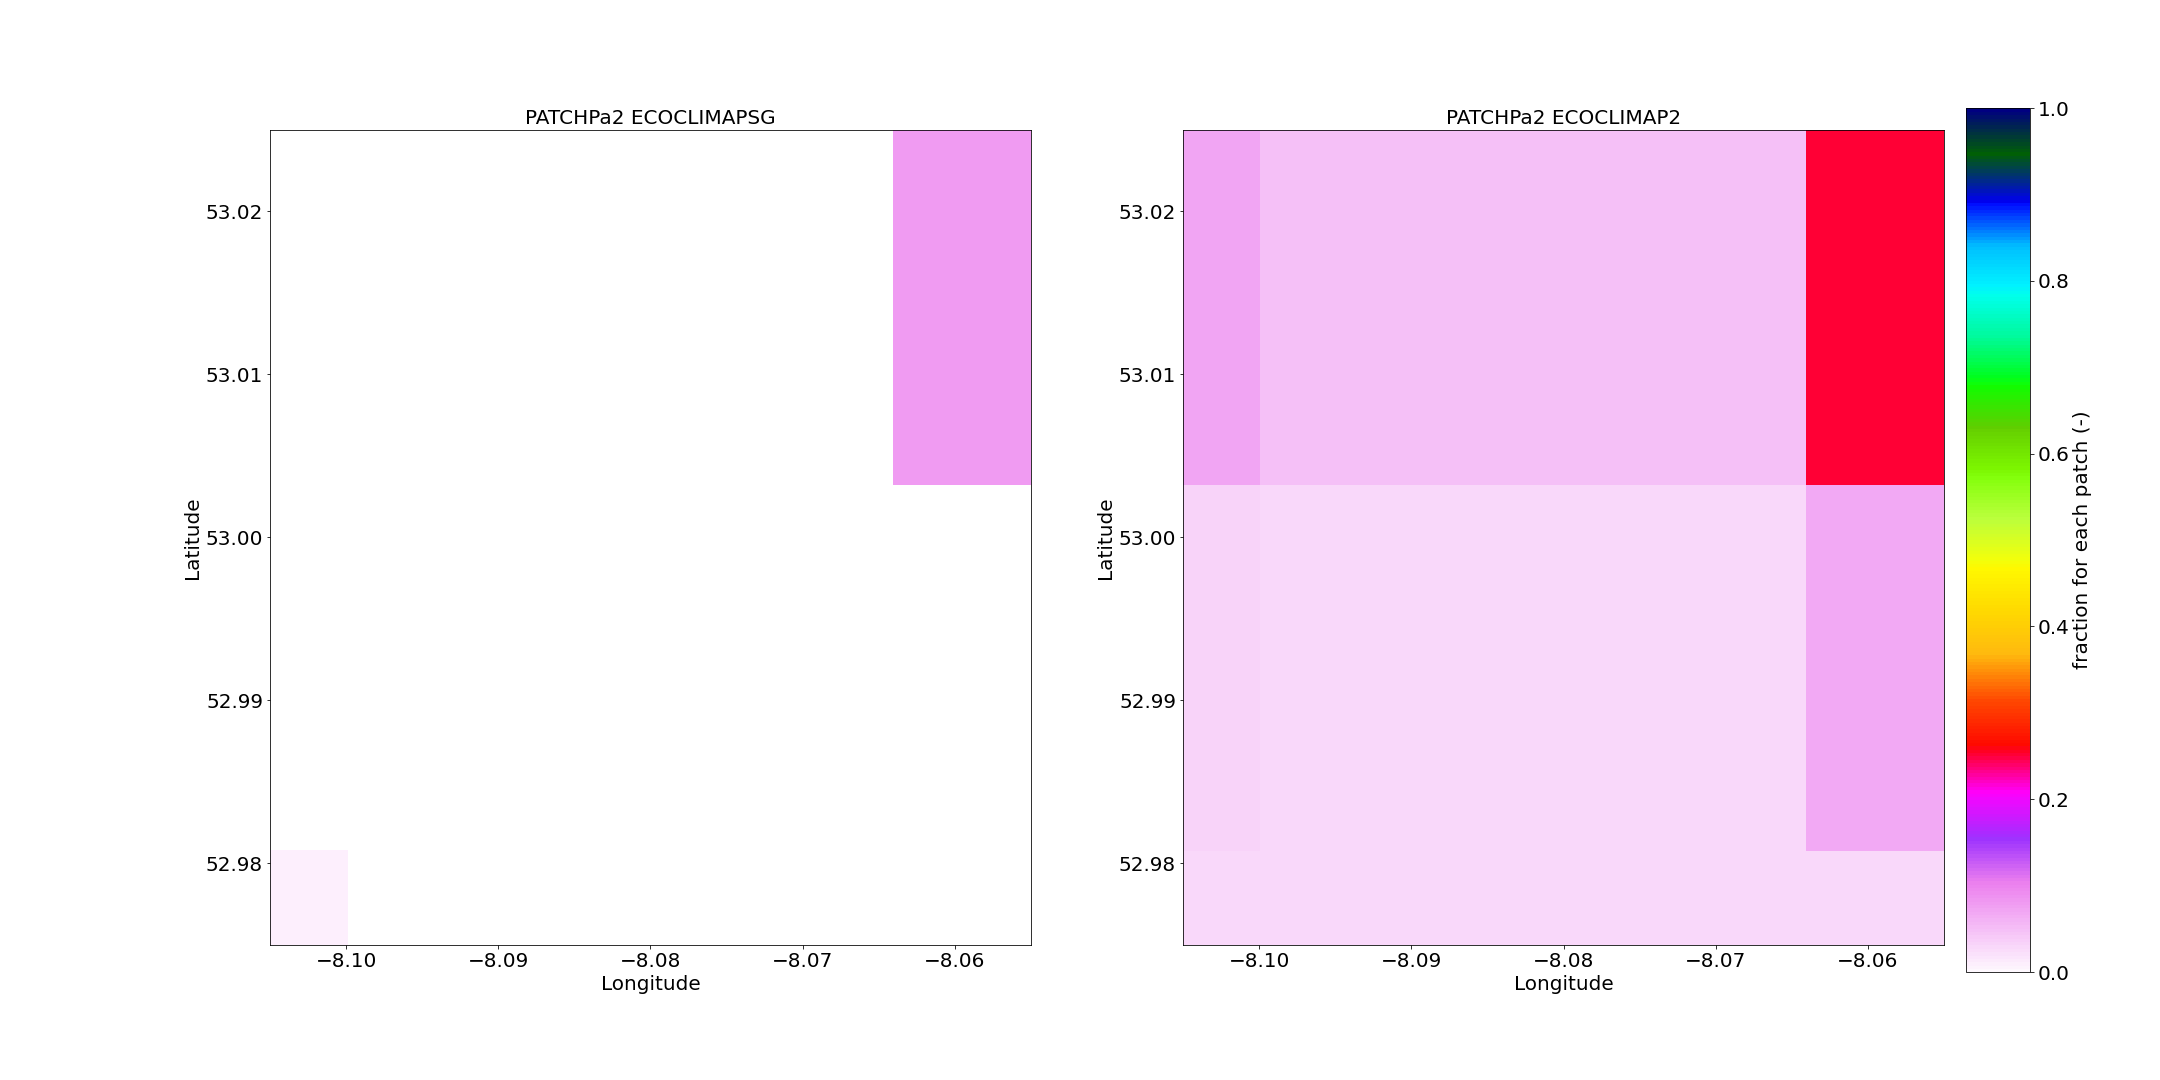 PATCHPa2 ECOCLIMAPSG
53.02
53.01
53.00
52.99
52.98
Latitude
−8.10 −8.09 −8.08 −8.07 −8.06
Longitude
PATCHPa2 ECOCLIMAP2
53.02
53.01
53.00
52.99
52.98
Latitude
−8.10 −8.09 −8.08 −8.07 −8.06
Longitude
1.0
0.8
0.6
0.4
0.2
0.0
fraction for each patch (-)